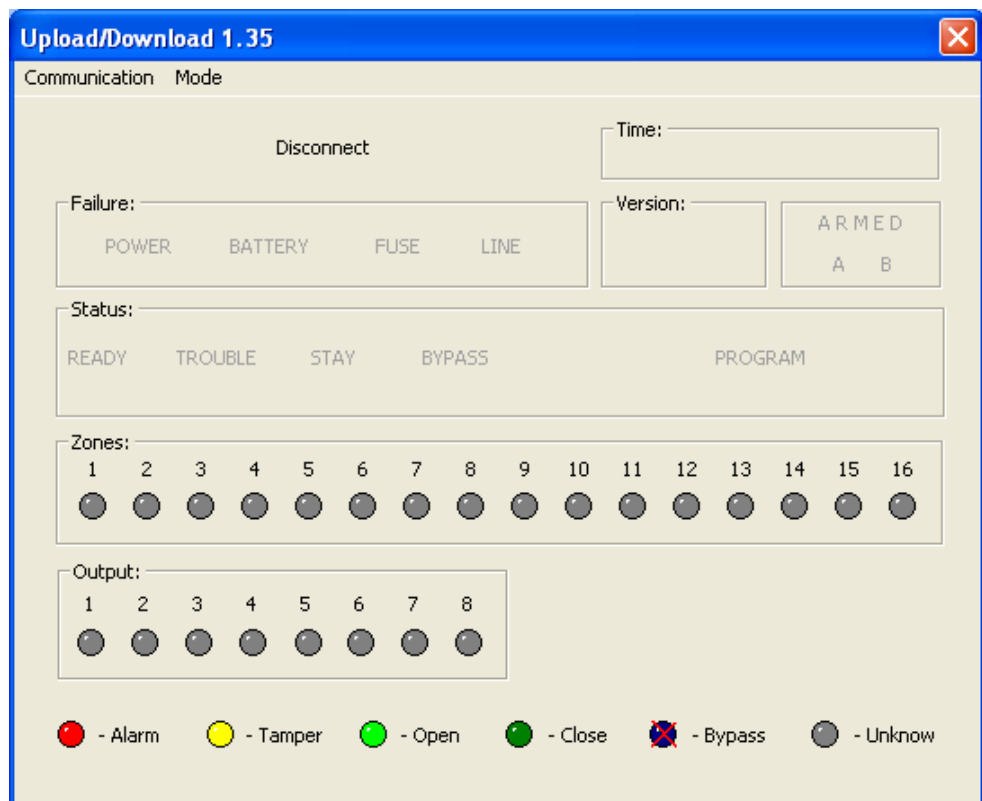 Upload/Download 1.35
Communication Mode
Disconnect
Time:
Failure:
POWER BATTERY FUSE LINE
Version:
ARMED
A B
Status:
READY TROUBLE STAY BYPASS PROGRAM
Zones:
1 2 3 4 5 6 7 8 9 10 11 12 13 14 15 16
Output:
1 2 3 4 5 6 7 8
- Alarm - Tamper - Open - Close - Bypass - Unknow